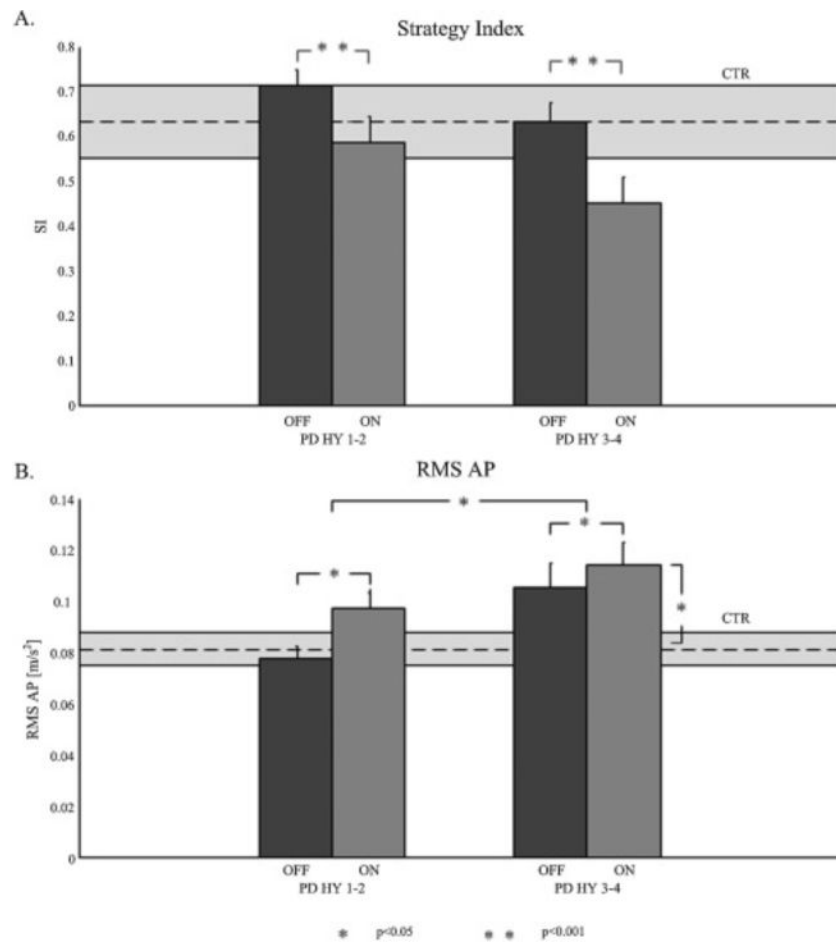 A.
Strategy Index
0.8
* *
* *
CTR
0.7
0.6
0.5
SI
0.4
0.3
0.2
0.1
0
OFF ON OFF ON
PD HY 1-2 PD HY 3-4
B.
RMS AP
0.14
*
*
0.12
*
*
0.1
CTR
0.08
RMS AP [m/s²]
0.06
0.04
0.02
0
OFF ON OFF ON
PD HY 1-2 PD HY 3-4
* p<0.05 * * p<0.001